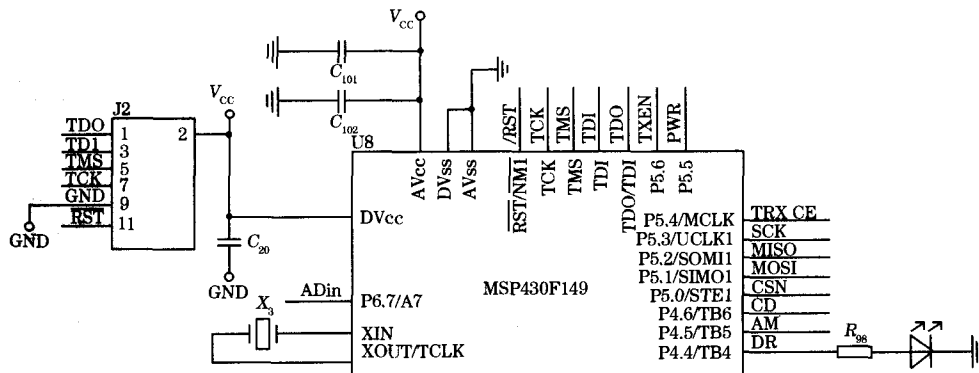 V_CC
C_101
C_102
V_CC
J2
TDO 1 2
TD1 3
TMS 5
TCK 7
GND 9
RST 11
GND
C_20
GND
U8
/RST
TCK
TMS
TDI
TDO
TXEN
PWR
AVcc
DVss
AVss
RST/NM1
TCK
TMS
TDI
TDO/TDI
P5.6
P5.5
DVcc
ADin P6.7/A7
X_3
XIN
XOUT/TCLK
MSP430F149
P5.4/MCLK TRX CE
P5.3/UCLK1 SCK
P5.2/SOMI1 MISO
P5.1/SIMO1 MOSI
P5.0/STE1 CSN
P4.6/TB6 CD
P4.5/TB5 AM
P4.4/TB4 DR
R_98